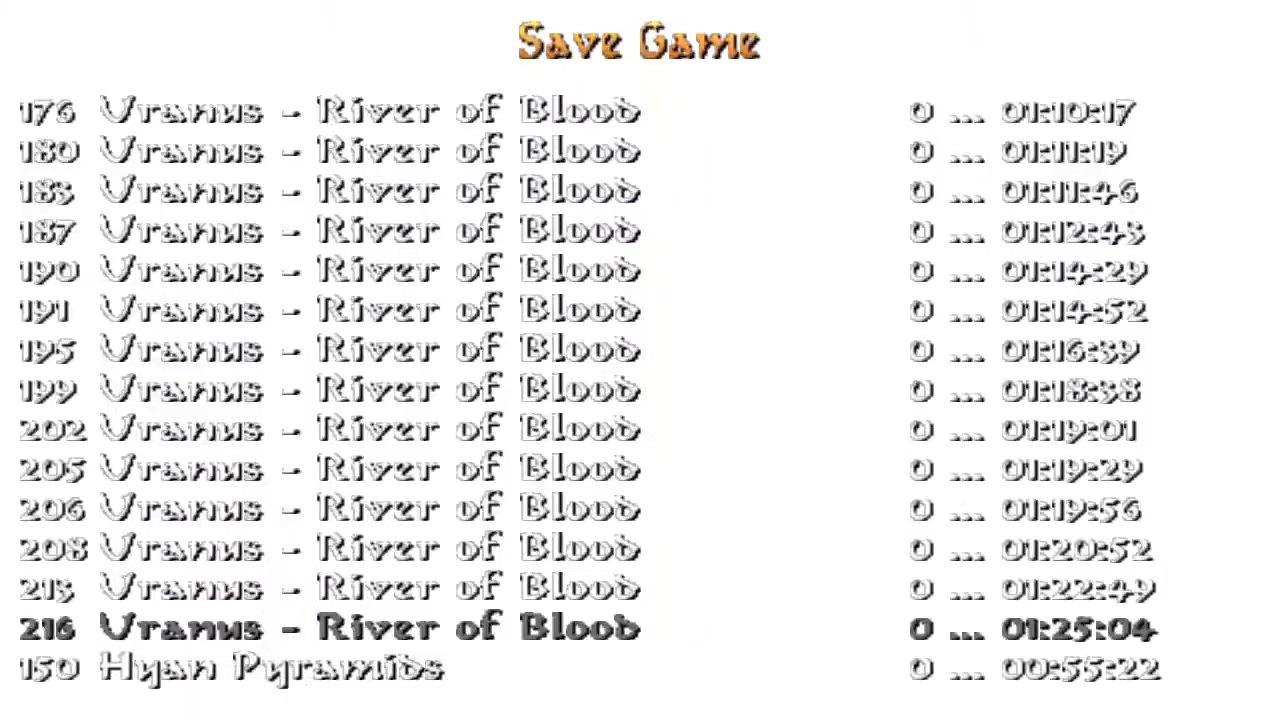 Save Game
176 Uranus - River of Blood 0 ... 01:10:17
180 Uranus - River of Blood 0 ... 01:11:19
183 Uranus - River of Blood 0 ... 01:11:46
187 Uranus - River of Blood 0 ... 01:12:43
190 Uranus - River of Blood 0 ... 01:14:29
191 Uranus - River of Blood 0 ... 01:14:52
195 Uranus - River of Blood 0 ... 01:16:39
199 Uranus - River of Blood 0 ... 01:18:38
202 Uranus - River of Blood 0 ... 01:19:01
205 Uranus - River of Blood 0 ... 01:19:29
206 Uranus - River of Blood 0 ... 01:19:56
208 Uranus - River of Blood 0 ... 01:20:52
213 Uranus - River of Blood 0 ... 01:22:49
216 Uranus - River of Blood 0 ... 01:25:04
150 Hyan Pyramids 0 ... 00:55:22